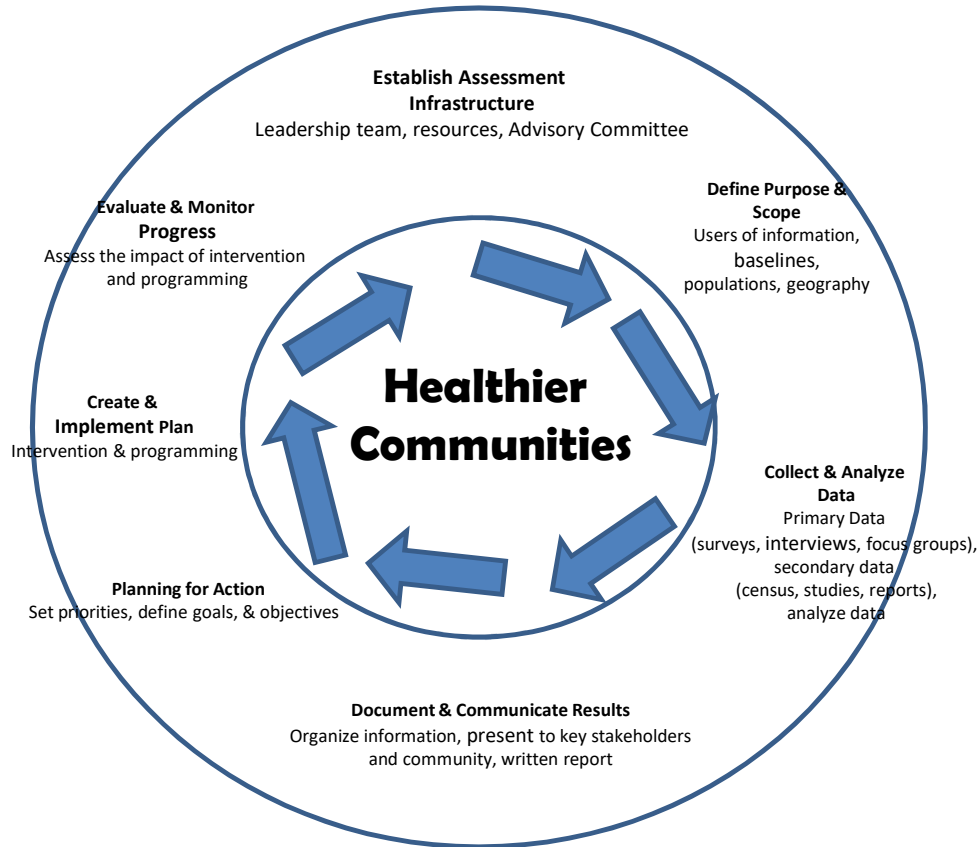 Establish Assessment
Infrastructure
Leadership team, resources, Advisory Committee
Define Purpose &
Scope
Users of information,
baselines,
populations, geography
Collect & Analyze
Data
Primary Data
(surveys, interviews, focus groups),
secondary data
(census, studies, reports),
analyze data
Document & Communicate Results
Organize information, present to key stakeholders
and community, written report
Planning for Action
Set priorities, define goals, & objectives
Create &
Implement Plan
Intervention & programming
Evaluate & Monitor
Progress
Assess the impact of intervention
and programming
Healthier
Communities